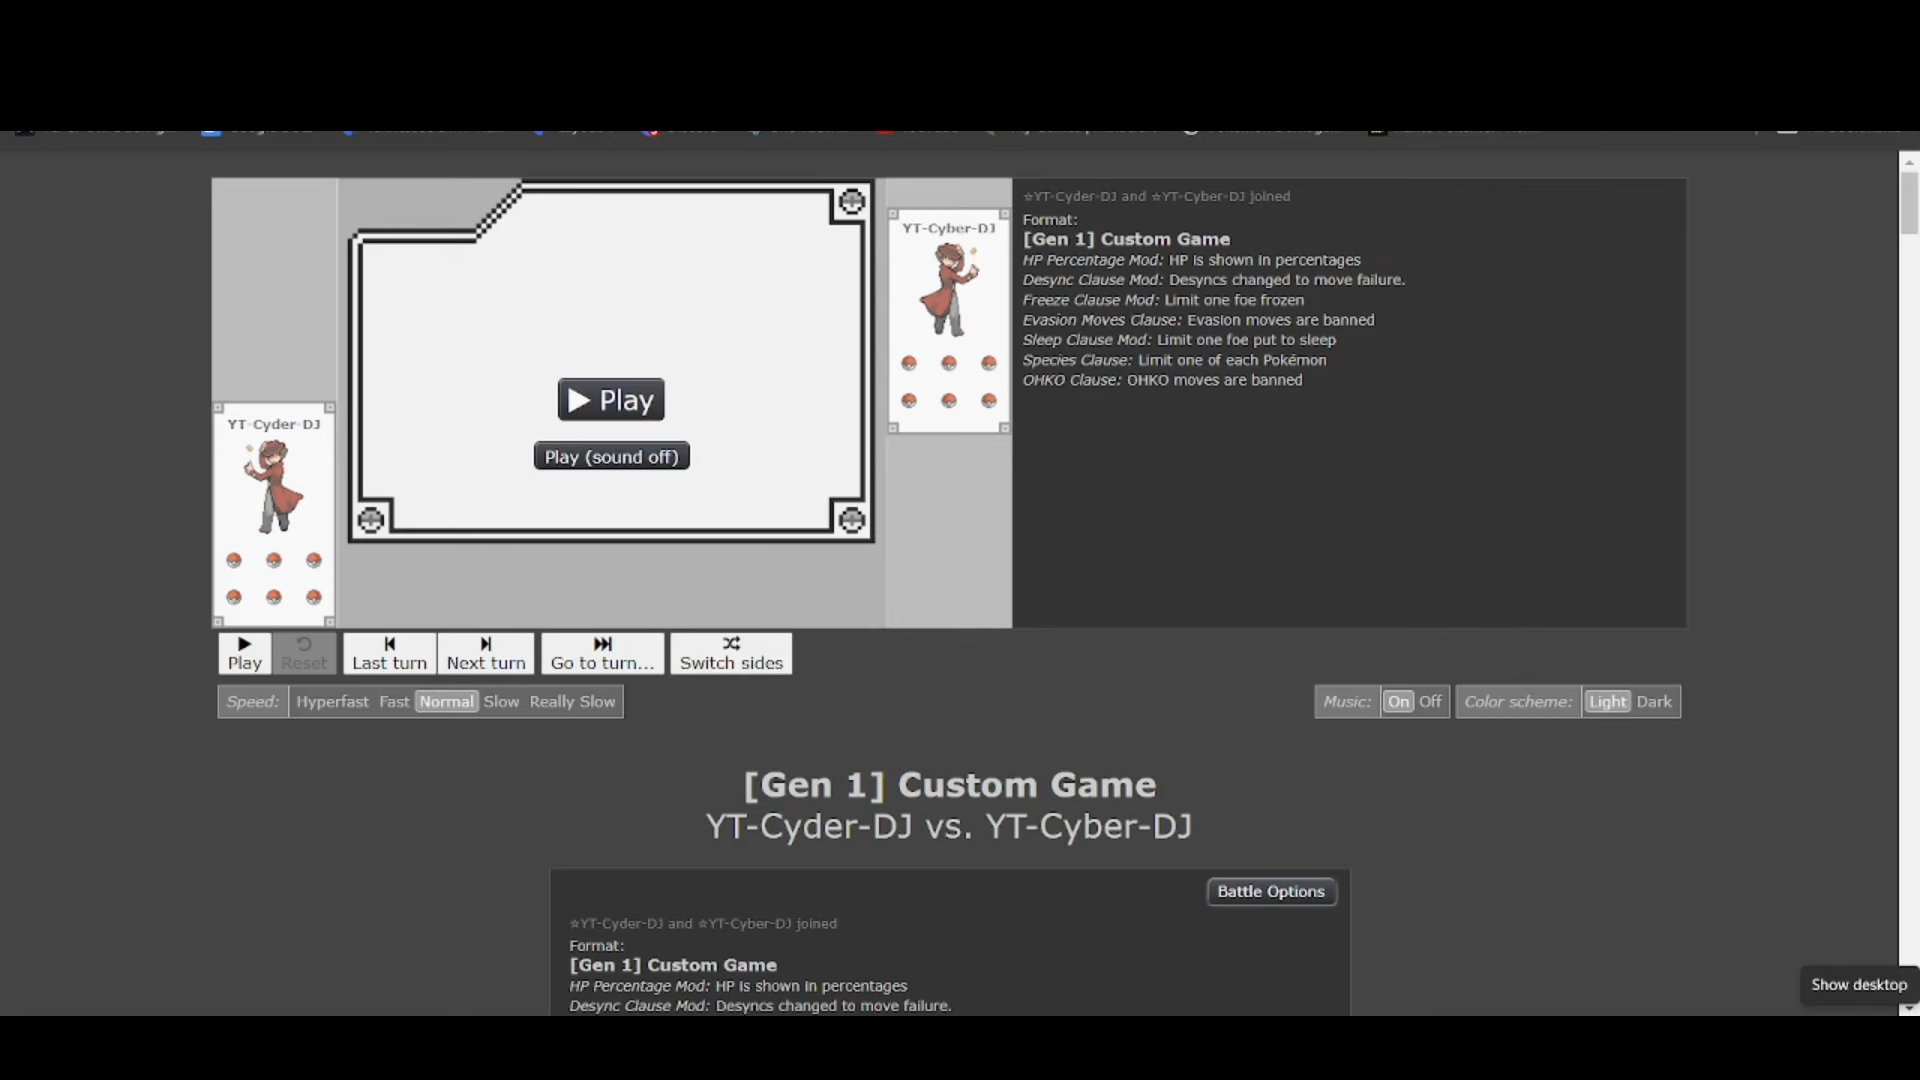 YT-Cyder-DJ
YT-Cyber-DJ
▶ Play
Play (sound off)
☆YT-Cyder-DJ and ☆YT-Cyber-DJ joined
Format:
[Gen 1] Custom Game
HP Percentage Mod: HP is shown in percentages
Desync Clause Mod: Desyncs changed to move failure.
Freeze Clause Mod: Limit one foe frozen
Evasion Moves Clause: Evasion moves are banned
Sleep Clause Mod: Limit one foe put to sleep
Species Clause: Limit one of each Pokémon
OHKO Clause: OHKO moves are banned
Play Reset Last turn Next turn Go to turn... Switch sides
Speed: Hyperfast Fast Normal Slow Really Slow
Music: On Off Color scheme: Light Dark
[Gen 1] Custom Game
YT-Cyder-DJ vs. YT-Cyber-DJ
Battle Options
☆YT-Cyder-DJ and ☆YT-Cyber-DJ joined
Format:
[Gen 1] Custom Game
HP Percentage Mod: HP is shown in percentages
Desync Clause Mod: Desyncs changed to move failure.
Show desktop